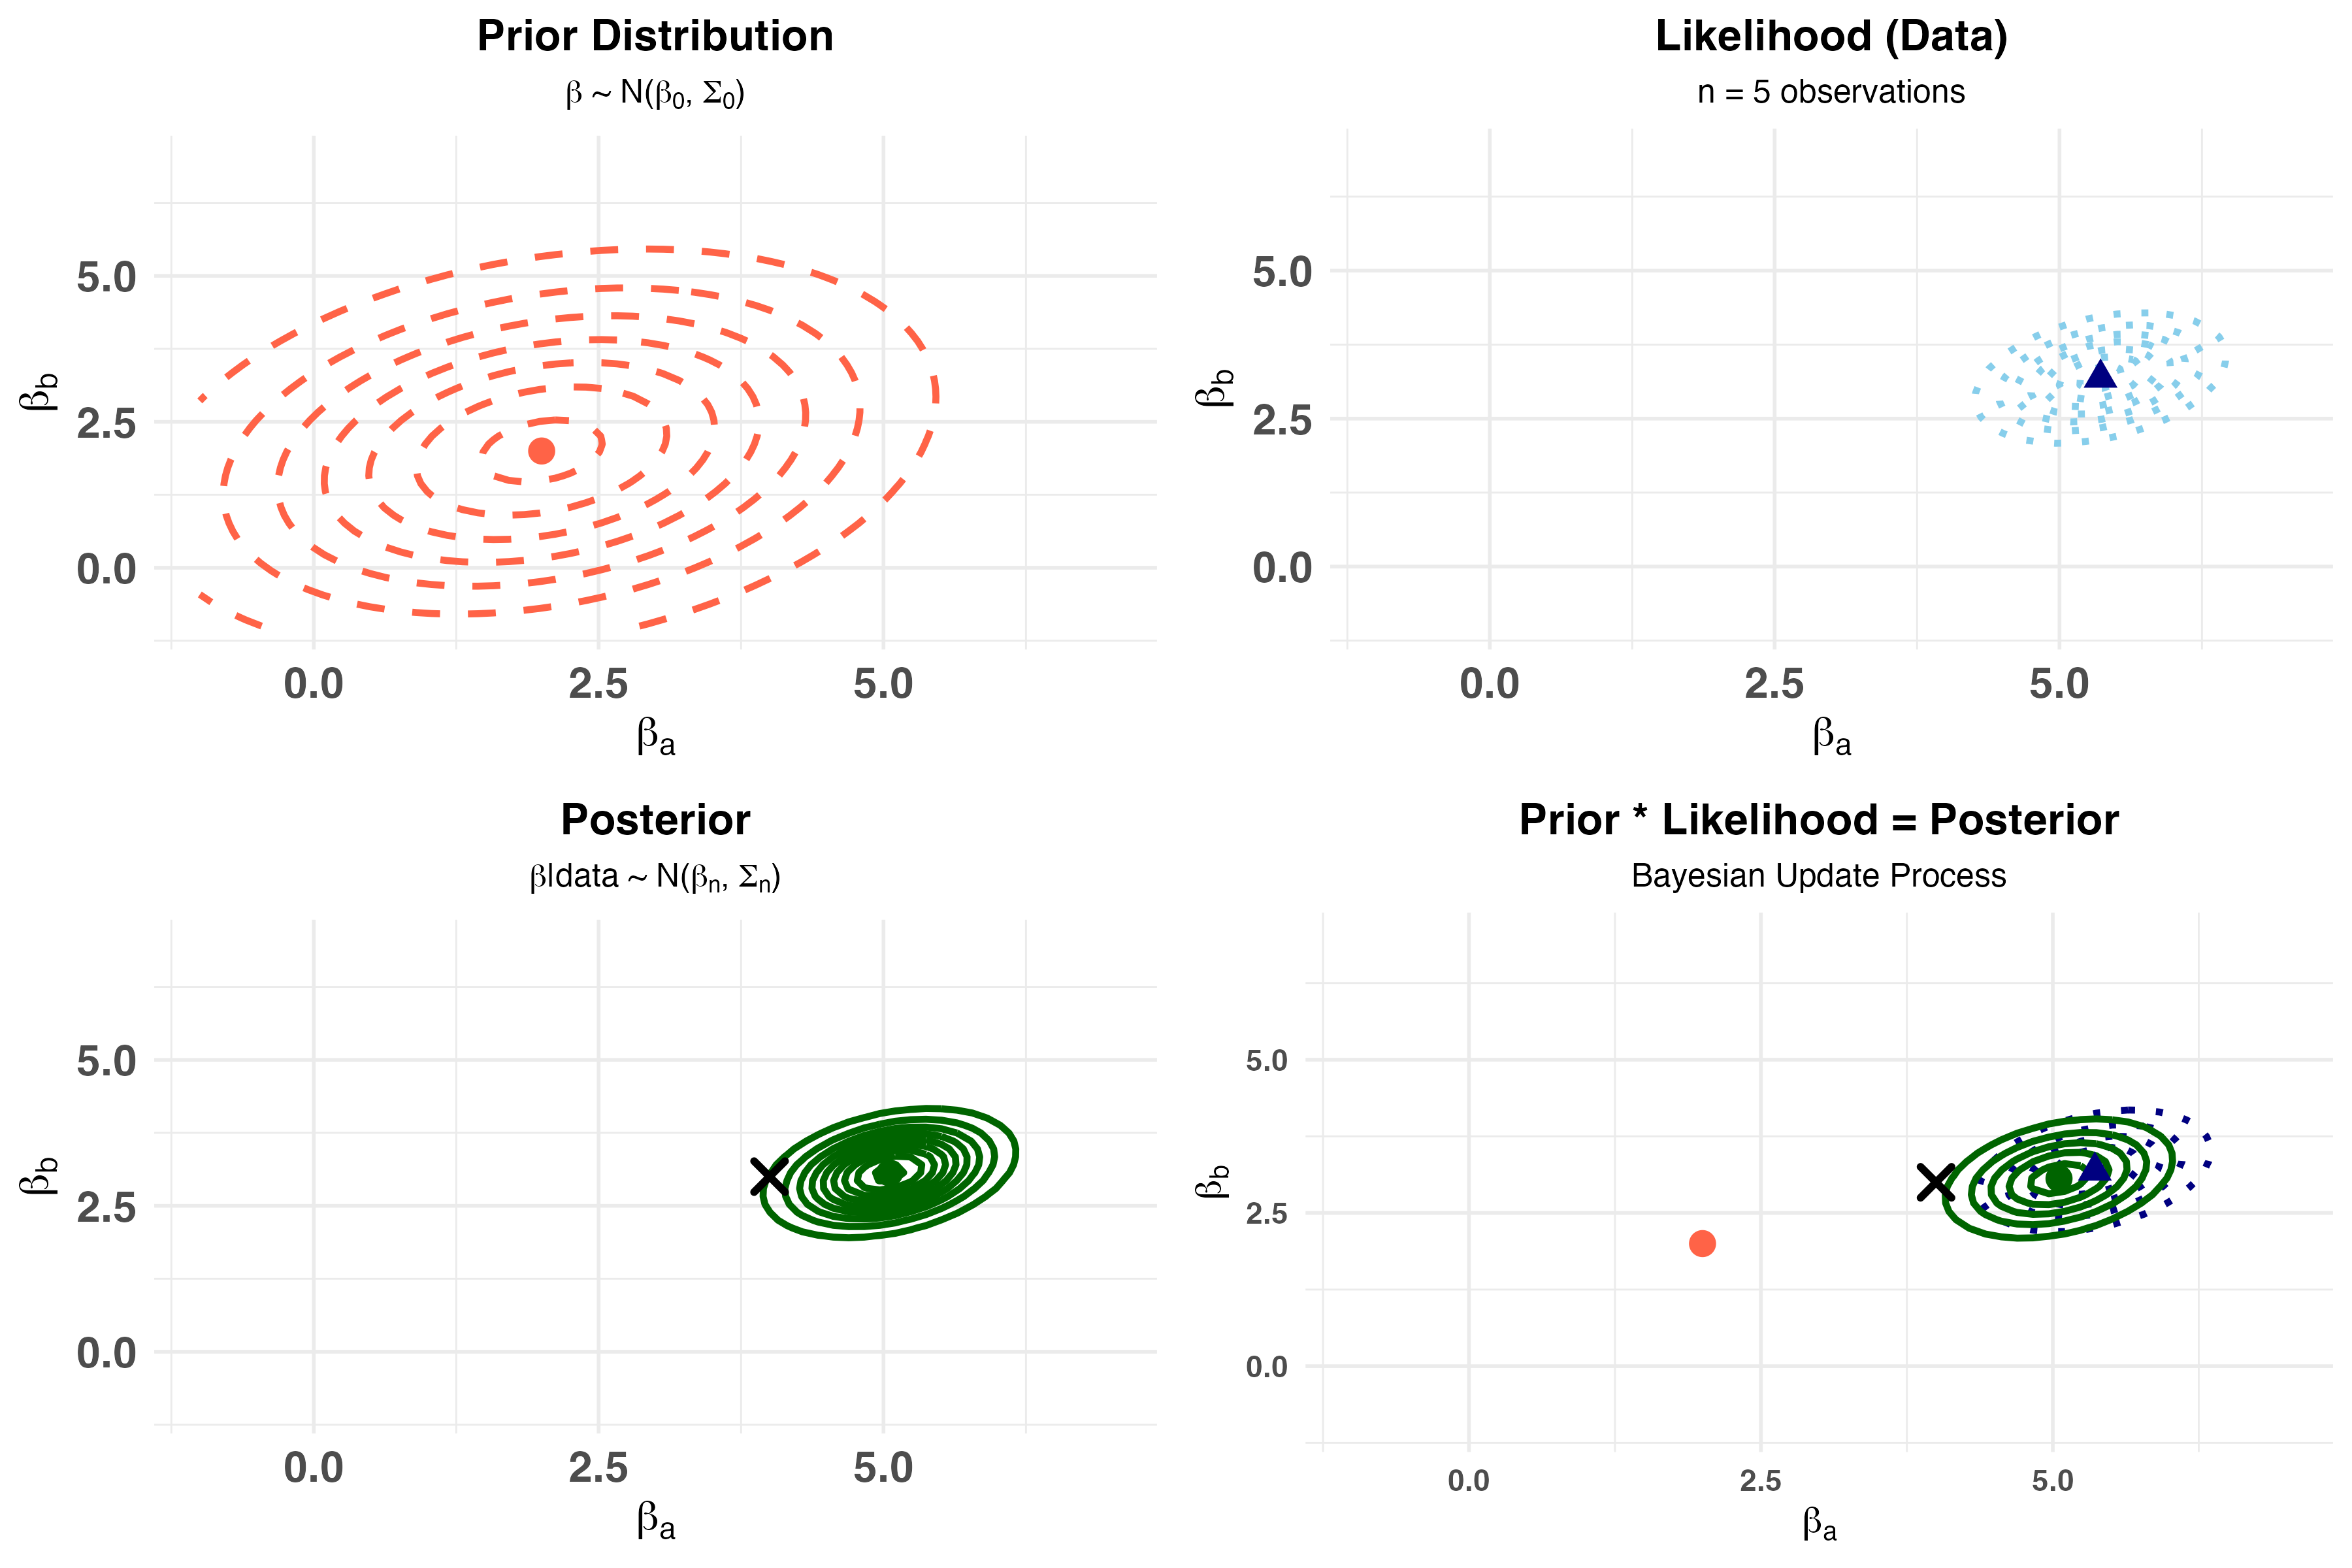 Prior Distribution
β ~ N(β₀, Σ₀)
5.0
2.5
0.0
βb
0.0 2.5 5.0
βa
Likelihood (Data)
n = 5 observations
5.0
2.5
0.0
βb
0.0 2.5 5.0
βa
Posterior
β|data ~ N(βₙ, Σₙ)
5.0
2.5
0.0
βb
0.0 2.5 5.0
βa
Prior * Likelihood = Posterior
Bayesian Update Process
5.0
2.5
0.0
βb
0.0 2.5 5.0
βa